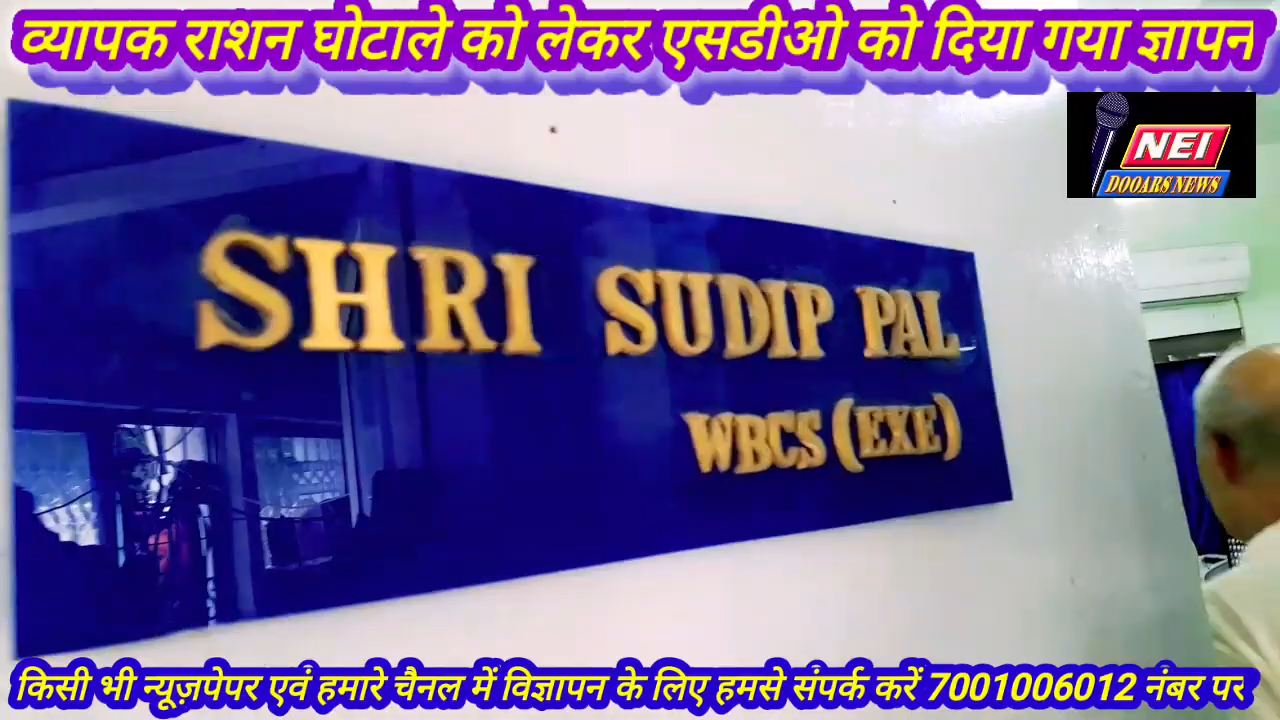 व्यापक राशन घोटाले को लेकर एसडीओ को दिया गया ज्ञापन
NEI
DOOARS NEWS
SHRI SUDIP PAL
WBCS (EXE)
किसी भी न्यूज़पेपर एवं हमारे चैनल में विज्ञापन के लिए हमसे संपर्क करें 7001006012 नंबर पर